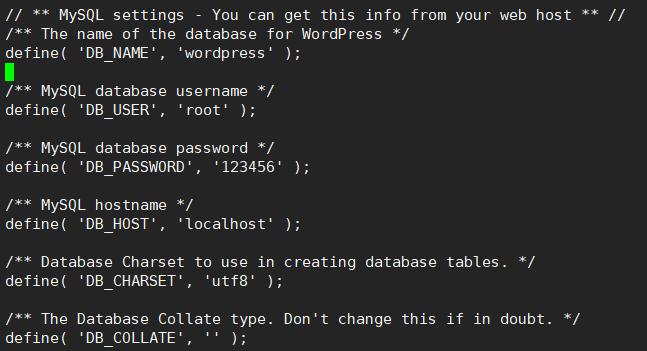 // ** MySQL settings - You can get this info from your web host ** //
/** The name of the database for WordPress */
define( 'DB_NAME', 'wordpress' );
/** MySQL database username */
define( 'DB_USER', 'root' );
/** MySQL database password */
define( 'DB_PASSWORD', '123456' );
/** MySQL hostname */
define( 'DB_HOST', 'localhost' );
/** Database Charset to use in creating database tables. */
define( 'DB_CHARSET', 'utf8' );
/** The Database Collate type. Don't change this if in doubt. */
define( 'DB_COLLATE', '' );